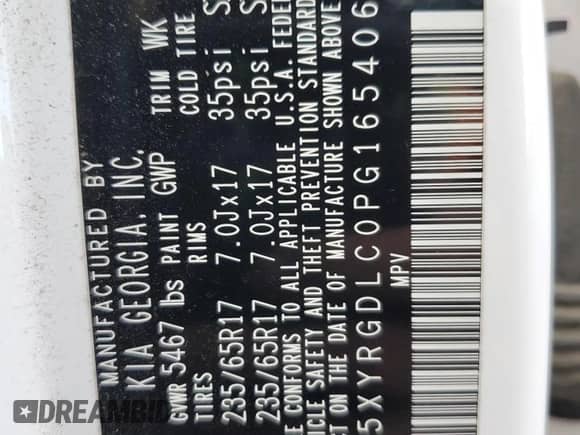 MANUFACTURED BY
KIA GEORGIA, INC.
GVWR 5467 lbs PAINT GWP TRIM WK
TIRES RIMS COLD TIRE
235/65R17 7.0Jx17 35psi
235/65R17 7.0Jx17 35psi
CONFORMS TO ALL APPLICABLE U.S.A. FEDER
SAFETY AND THEFT PREVENTION STANDARD
ON THE DATE OF MANUFACTURE SHOWN ABOVE
5XYRGDLC0PG165406
MPV
DREAMBID